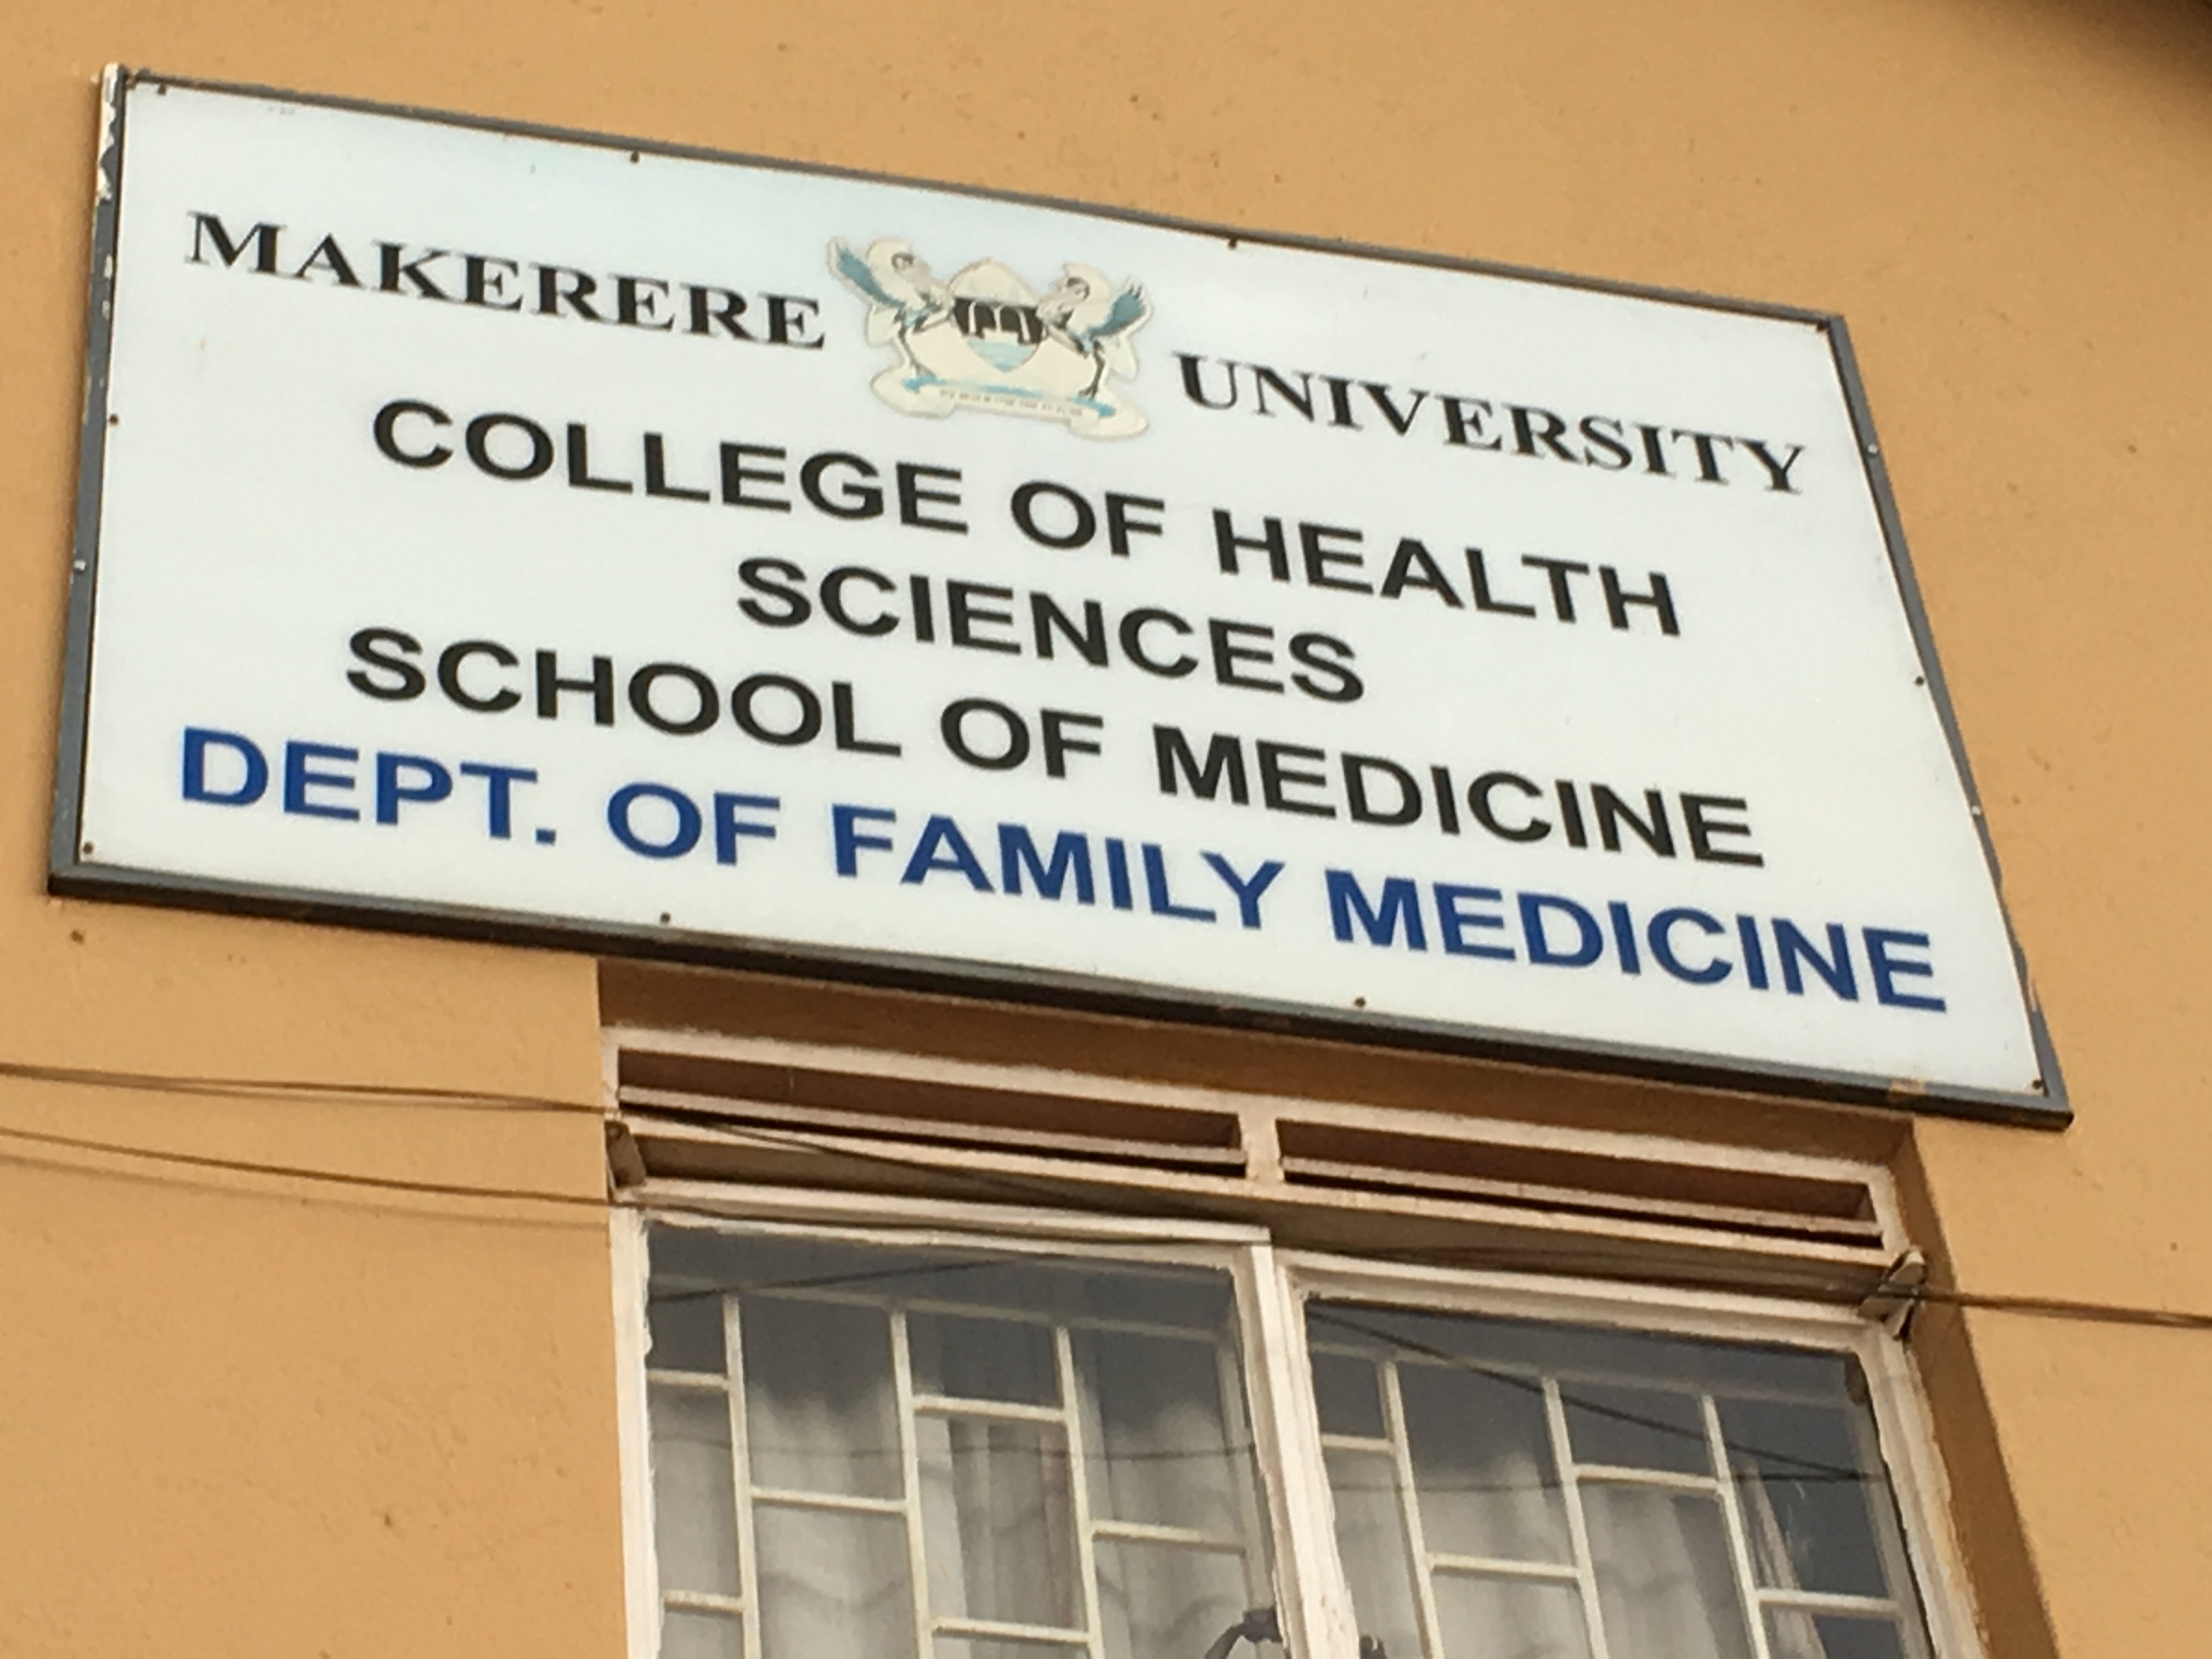 MAKERERE UNIVERSITY
COLLEGE OF HEALTH
SCIENCES
SCHOOL OF MEDICINE
DEPT. OF FAMILY MEDICINE